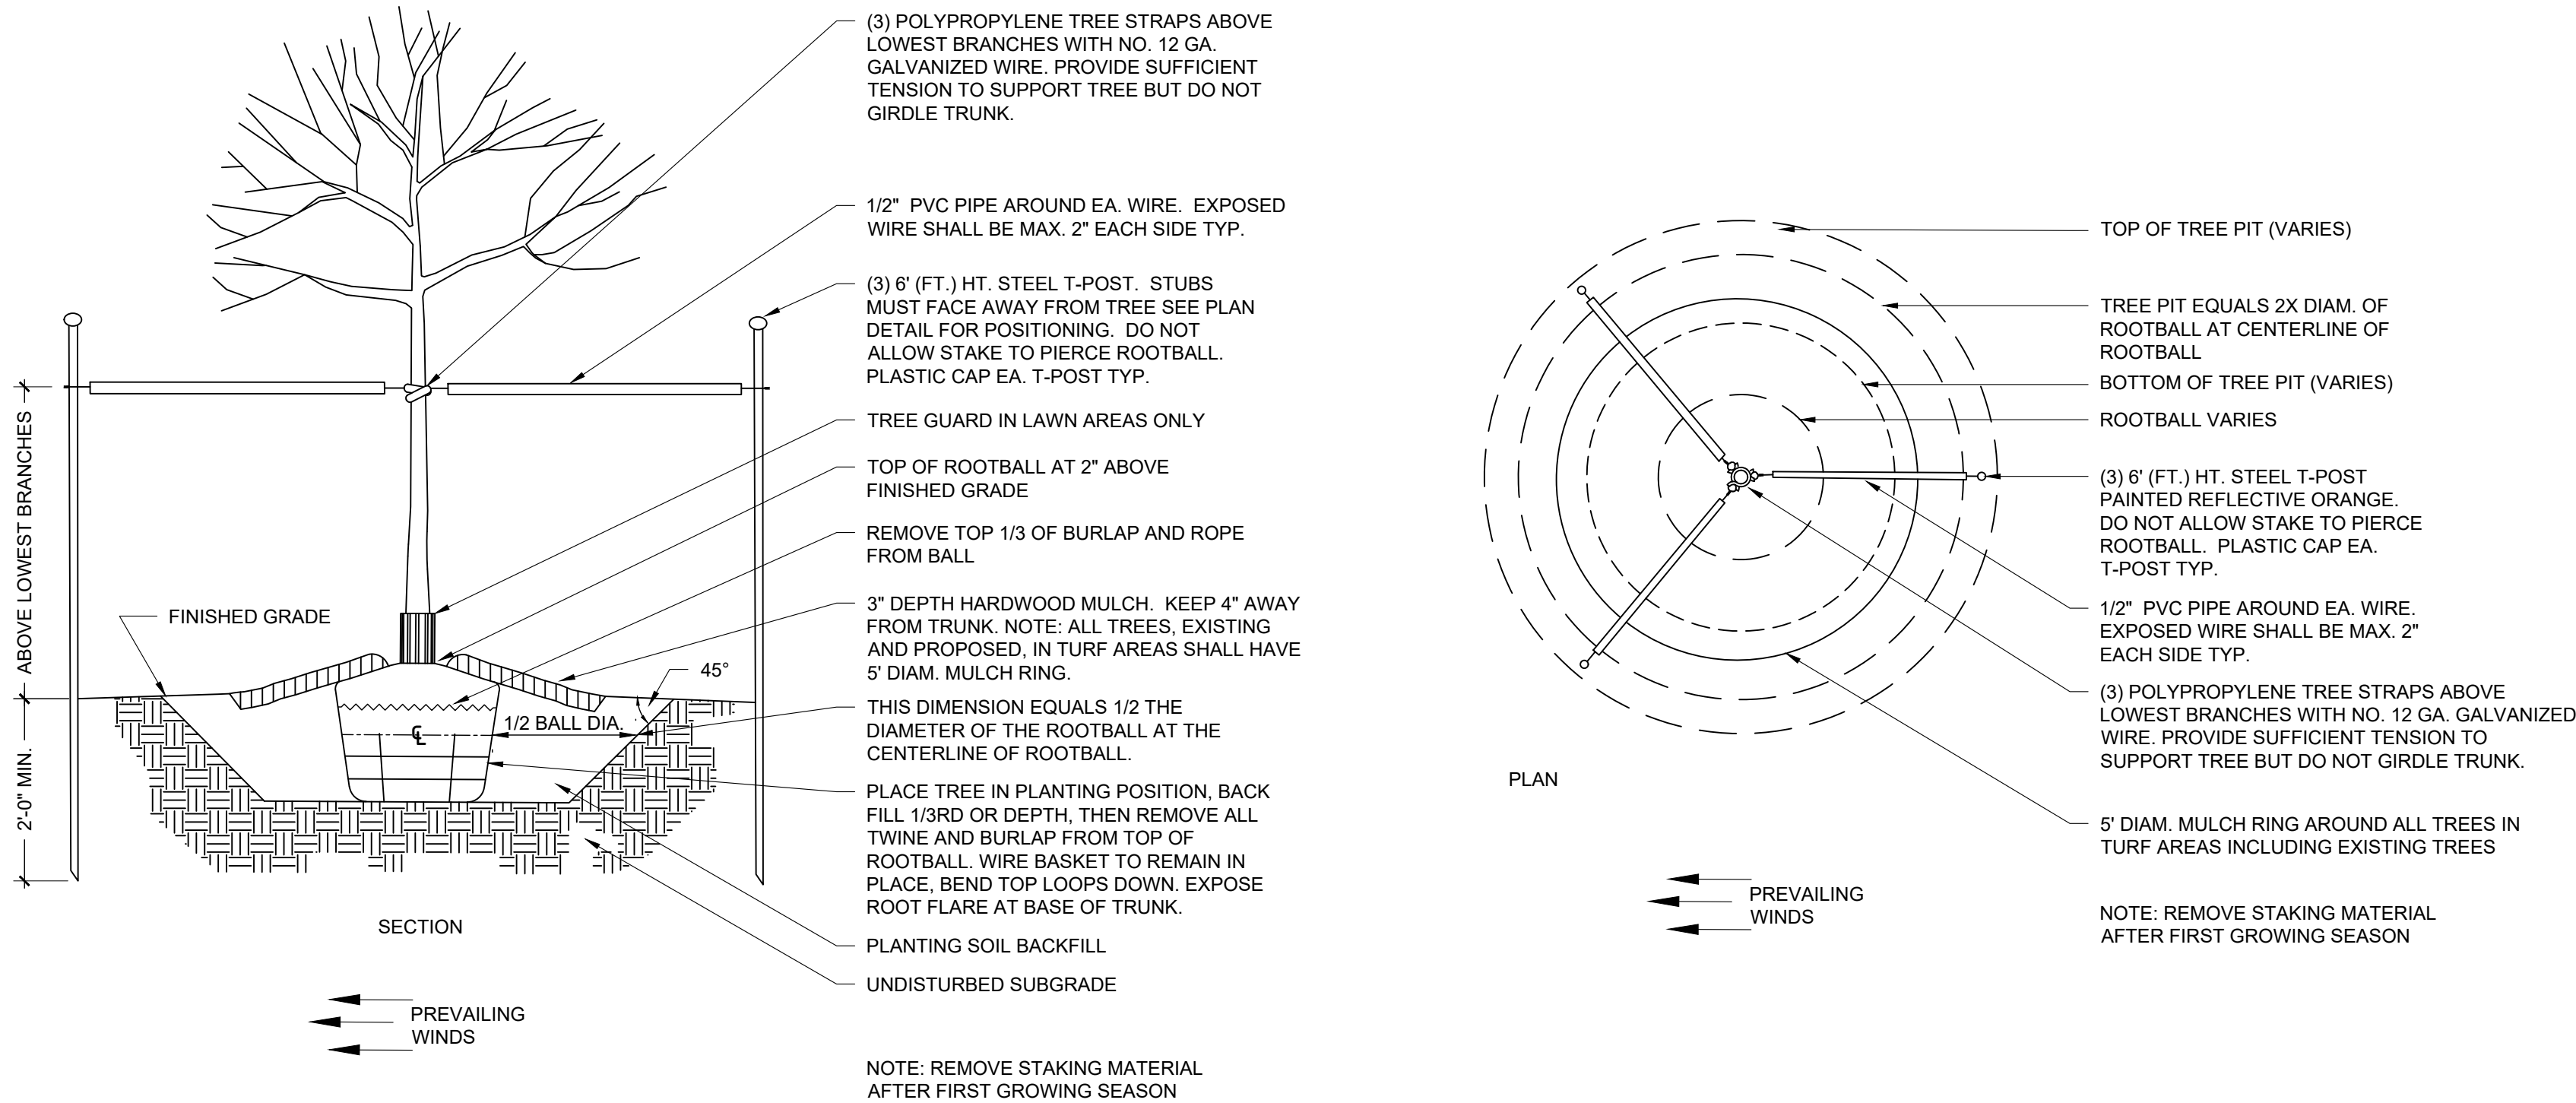 (3) POLYPROPYLENE TREE STRAPS ABOVE
LOWEST BRANCHES WITH NO. 12 GA.
GALVANIZED WIRE. PROVIDE SUFFICIENT
TENSION TO SUPPORT TREE BUT DO NOT
GIRDLE TRUNK.
1/2" PVC PIPE AROUND EA. WIRE. EXPOSED
WIRE SHALL BE MAX. 2" EACH SIDE TYP.
(3) 6' (FT.) HT. STEEL T-POST. STUBS
MUST FACE AWAY FROM TREE SEE PLAN
DETAIL FOR POSITIONING. DO NOT
ALLOW STAKE TO PIERCE ROOTBALL.
PLASTIC CAP EA. T-POST TYP.
TREE GUARD IN LAWN AREAS ONLY
TOP OF ROOTBALL AT 2" ABOVE
FINISHED GRADE
REMOVE TOP 1/3 OF BURLAP AND ROPE
FROM BALL
3" DEPTH HARDWOOD MULCH. KEEP 4" AWAY
FROM TRUNK. NOTE: ALL TREES, EXISTING
AND PROPOSED, IN TURF AREAS SHALL HAVE
5' DIAM. MULCH RING.
THIS DIMENSION EQUALS 1/2 THE
DIAMETER OF THE ROOTBALL AT THE
CENTERLINE OF ROOTBALL.
PLACE TREE IN PLANTING POSITION, BACK
FILL 1/3RD OR DEPTH, THEN REMOVE ALL
TWINE AND BURLAP FROM TOP OF
ROOTBALL. WIRE BASKET TO REMAIN IN
PLACE, BEND TOP LOOPS DOWN. EXPOSE
ROOT FLARE AT BASE OF TRUNK.
PLANTING SOIL BACKFILL
UNDISTURBED SUBGRADE
NOTE: REMOVE STAKING MATERIAL
AFTER FIRST GROWING SEASON
ABOVE LOWEST BRANCHES
2'-0" MIN.
FINISHED GRADE
45°
1/2 BALL DIA.
CL
SECTION
PREVAILING
WINDS
TOP OF TREE PIT (VARIES)
TREE PIT EQUALS 2X DIAM. OF
ROOTBALL AT CENTERLINE OF
ROOTBALL
BOTTOM OF TREE PIT (VARIES)
ROOTBALL VARIES
(3) 6' (FT.) HT. STEEL T-POST
PAINTED REFLECTIVE ORANGE.
DO NOT ALLOW STAKE TO PIERCE
ROOTBALL. PLASTIC CAP EA.
T-POST TYP.
1/2" PVC PIPE AROUND EA. WIRE.
EXPOSED WIRE SHALL BE MAX. 2"
EACH SIDE TYP.
(3) POLYPROPYLENE TREE STRAPS ABOVE
LOWEST BRANCHES WITH NO. 12 GA. GALVANIZED
WIRE. PROVIDE SUFFICIENT TENSION TO
SUPPORT TREE BUT DO NOT GIRDLE TRUNK.
5' DIAM. MULCH RING AROUND ALL TREES IN
TURF AREAS INCLUDING EXISTING TREES
PLAN
PREVAILING
WINDS
NOTE: REMOVE STAKING MATERIAL
AFTER FIRST GROWING SEASON